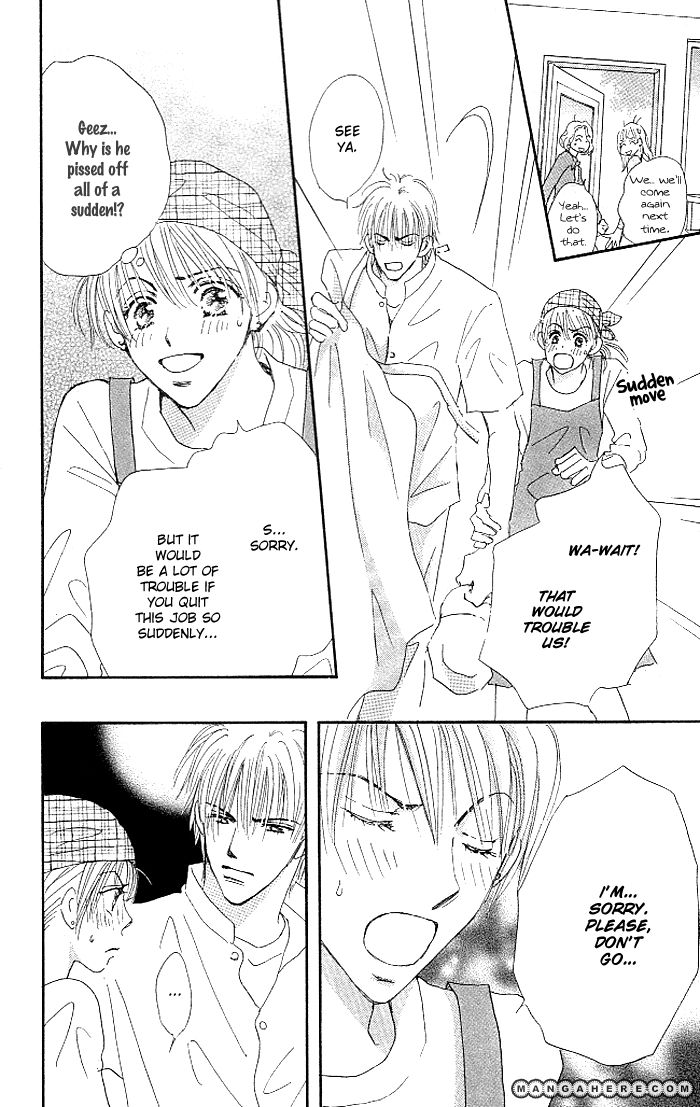 We.. we'll
come
again
next
time.
Yeah..
Let's
do
that.
SEE
YA.
Sudden
move
WA-WAIT!
THAT
WOULD
TROUBLE
US!
Geez...
Why is he
pissed off
all of a
sudden!?
S...
SORRY.
BUT IT
WOULD
BE A LOT OF
TROUBLE IF
YOU QUIT
THIS JOB SO
SUDDENLY...
I'M...
SORRY.
PLEASE,
DON'T
GO...
...
MANGAHERE.COM